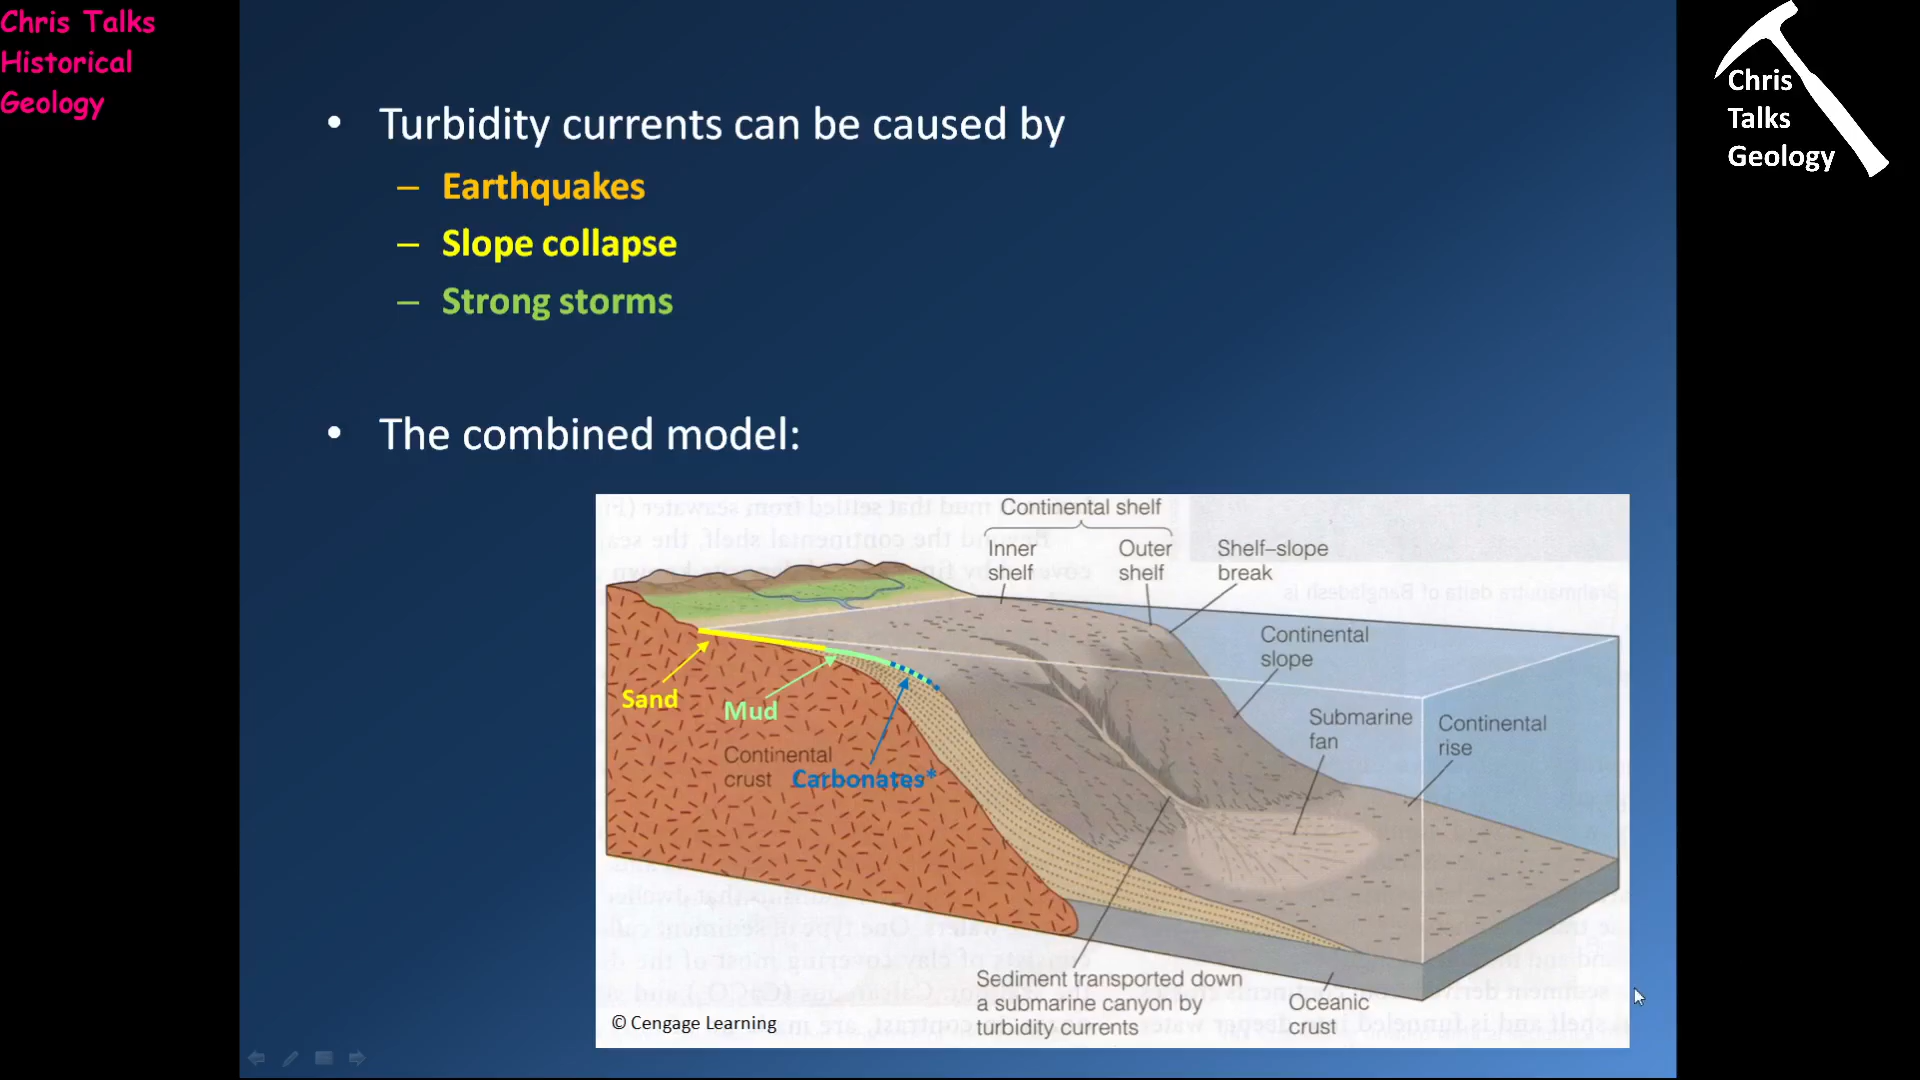 Chris Talks
Historical
Geology
Chris
Talks
Geology
• Turbidity currents can be caused by
– Earthquakes
– Slope collapse
– Strong storms
• The combined model:
Continental shelf
Inner
shelf
Outer
shelf
Shelf–slope
break
Continental
slope
Submarine
fan
Continental
rise
Sand
Mud
Continental
crust
Carbonates*
Sediment transported down
a submarine canyon by
turbidity currents
Oceanic
crust
© Cengage Learning